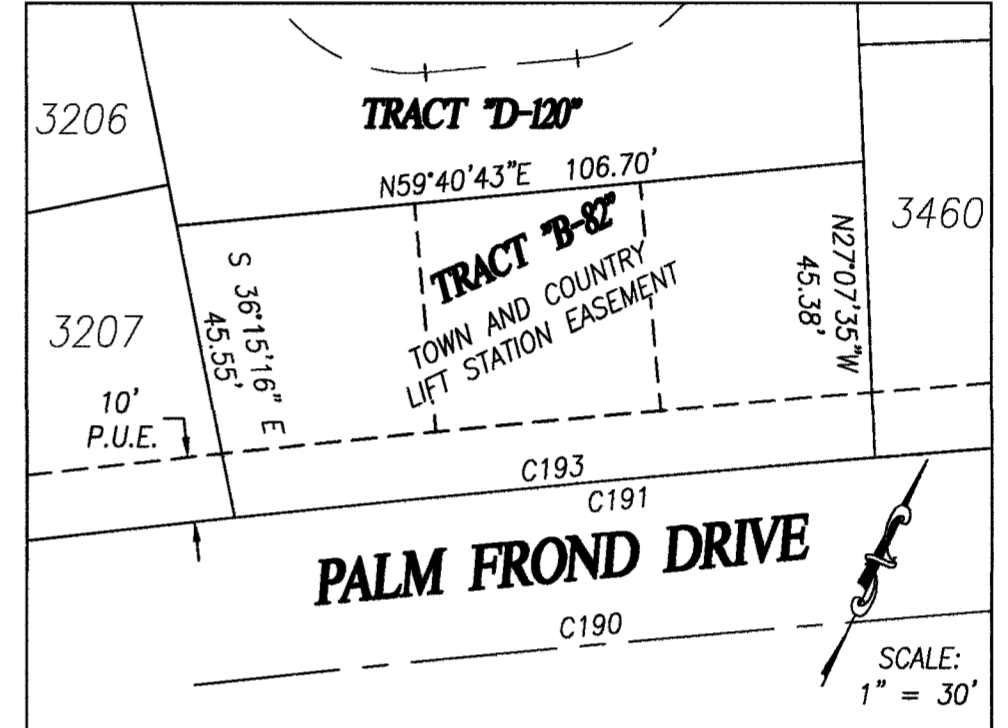 3206
TRACT "D-120"
N59°40'43"E 106.70'
3460
TRACT "B-82"
TOWN AND COUNTRY
LIFT STATION EASEMENT
S 36°15'16" E
45.55'
N27°07'35"W
45.38'
3207
10'
P.U.E.
C193
C191
PALM FROND DRIVE
C190
SCALE:
1" = 30'